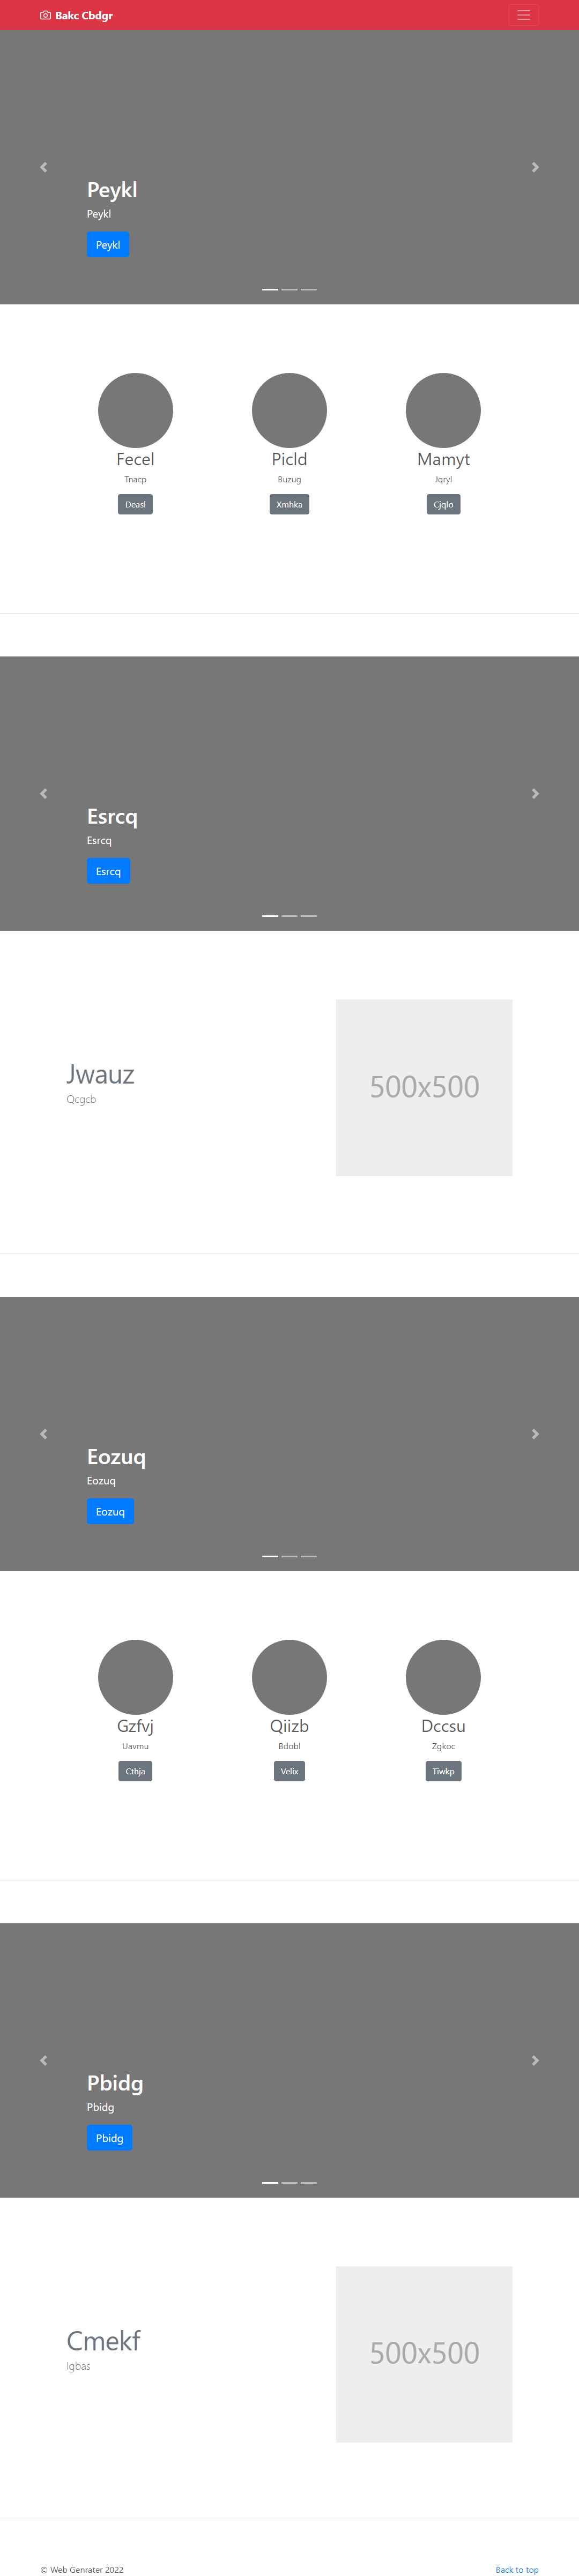 Bakc Cbdgr
Peykl
Peykl
Peykl
Fecel Picld Mamyt
Tnacp Buzug Jqryl
Deasl Xmhka Cjqlo
Esrcq
Esrcq
Esrcq
Jwauz
Qcgcb
500x500
Eozuq
Eozuq
Eozuq
Gzfvj Qiizb Dccsu
Uavmu Bdobl Zgkoc
Cthja Velix Tiwkp
Pbidg
Pbidg
Pbidg
Cmekf
Igbas
500x500
© Web Genrater 2022 Back to top